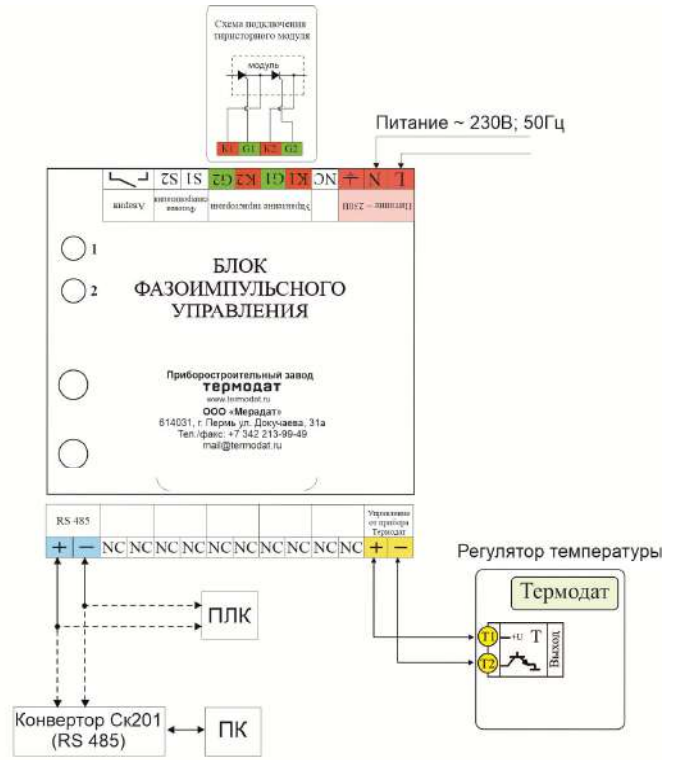 Схема подключения
тиристорного модуля
модуль
K1 G1 K2 G2
Питание ~ 230В; 50Гц
S2 S1 G2 K2 G1 K1 NC N L
Авария
Фазовая
синхронизация
Управление тиристорами
Питание ~ 230В
1
2
БЛОК
ФАЗОИМПУЛЬСНОГО
УПРАВЛЕНИЯ
Приборостроительный завод
термодат
www.termodat.ru
ООО «Мерадат»
614031, г. Пермь ул. Докучаева, 31а
Тел./факс: +7 342 213-99-49
mail@termodat.ru
RS 485
Управление
от прибора
Термодат
+ – NC NC NC NC NC NC NC NC NC NC + –
Регулятор температуры
Термодат
T1 +U T
T2
Выход
ПЛК
Конвертор Ск201
(RS 485)
ПК